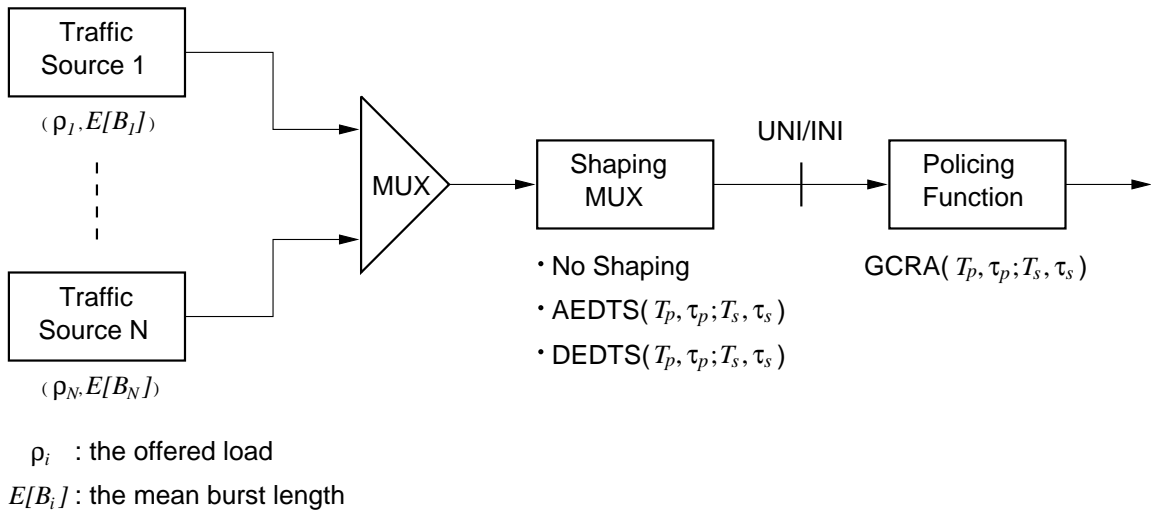 Traffic
Source 1
(ρ1,E[B1])
MUX
Traffic
Source N
(ρN,E[BN])
Shaping
MUX
• No Shaping
• AEDTS(Tp,τp;Ts,τs)
• DEDTS(Tp,τp;Ts,τs)
UNI/INI
Policing
Function
GCRA(Tp,τp;Ts,τs)
ρi : the offered load
E[Bi] : the mean burst length